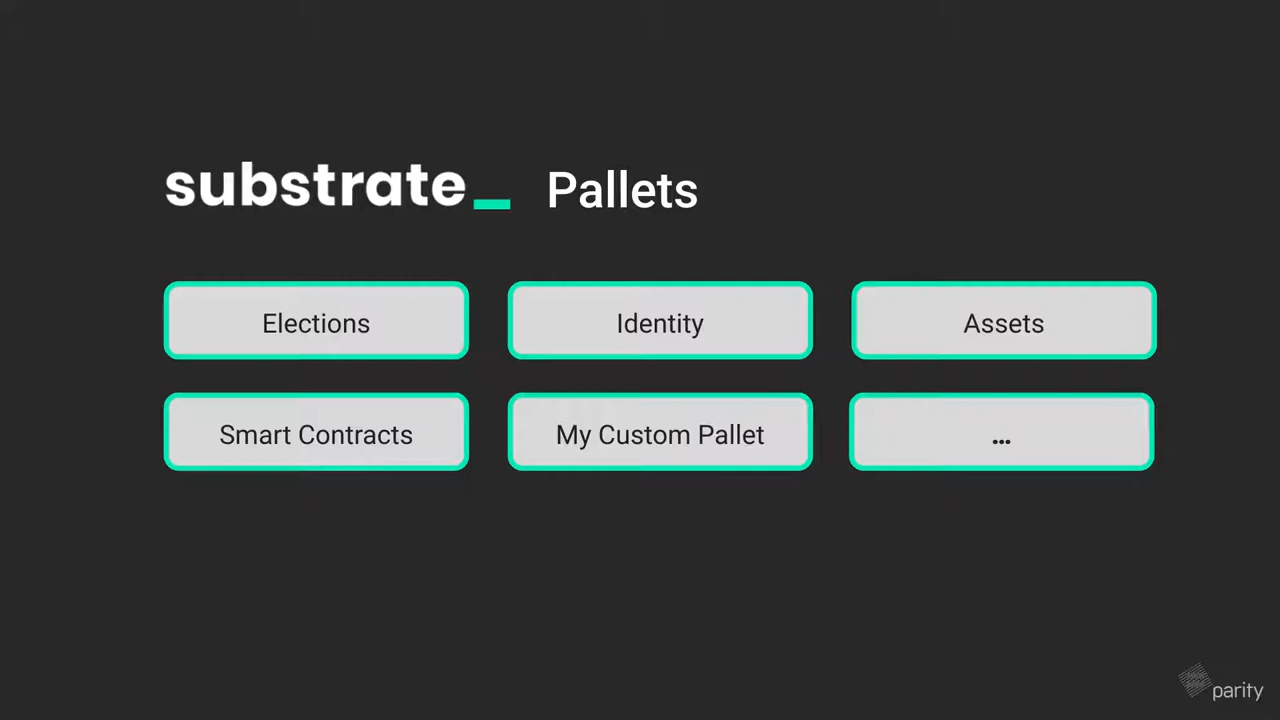 substrate_ Pallets
Elections Identity Assets
Smart Contracts My Custom Pallet ...
parity